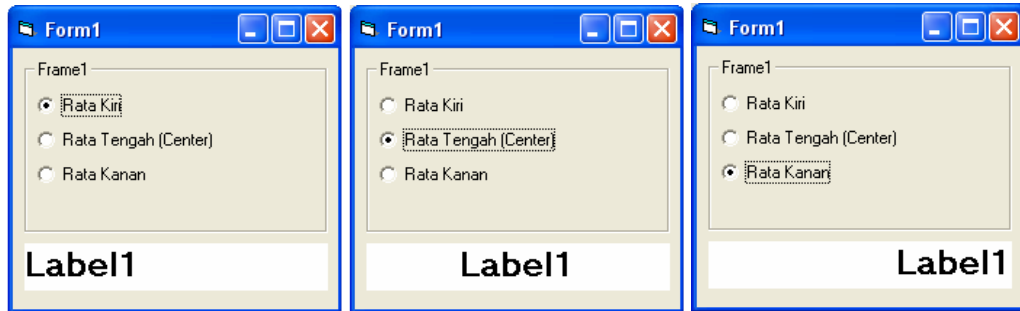 Form1
Frame1
Rata Kiri
Rata Tengah (Center)
Rata Kanan
Label1
Form1
Frame1
Rata Kiri
Rata Tengah (Center)
Rata Kanan
Label1
Form1
Frame1
Rata Kiri
Rata Tengah (Center)
Rata Kanan
Label1